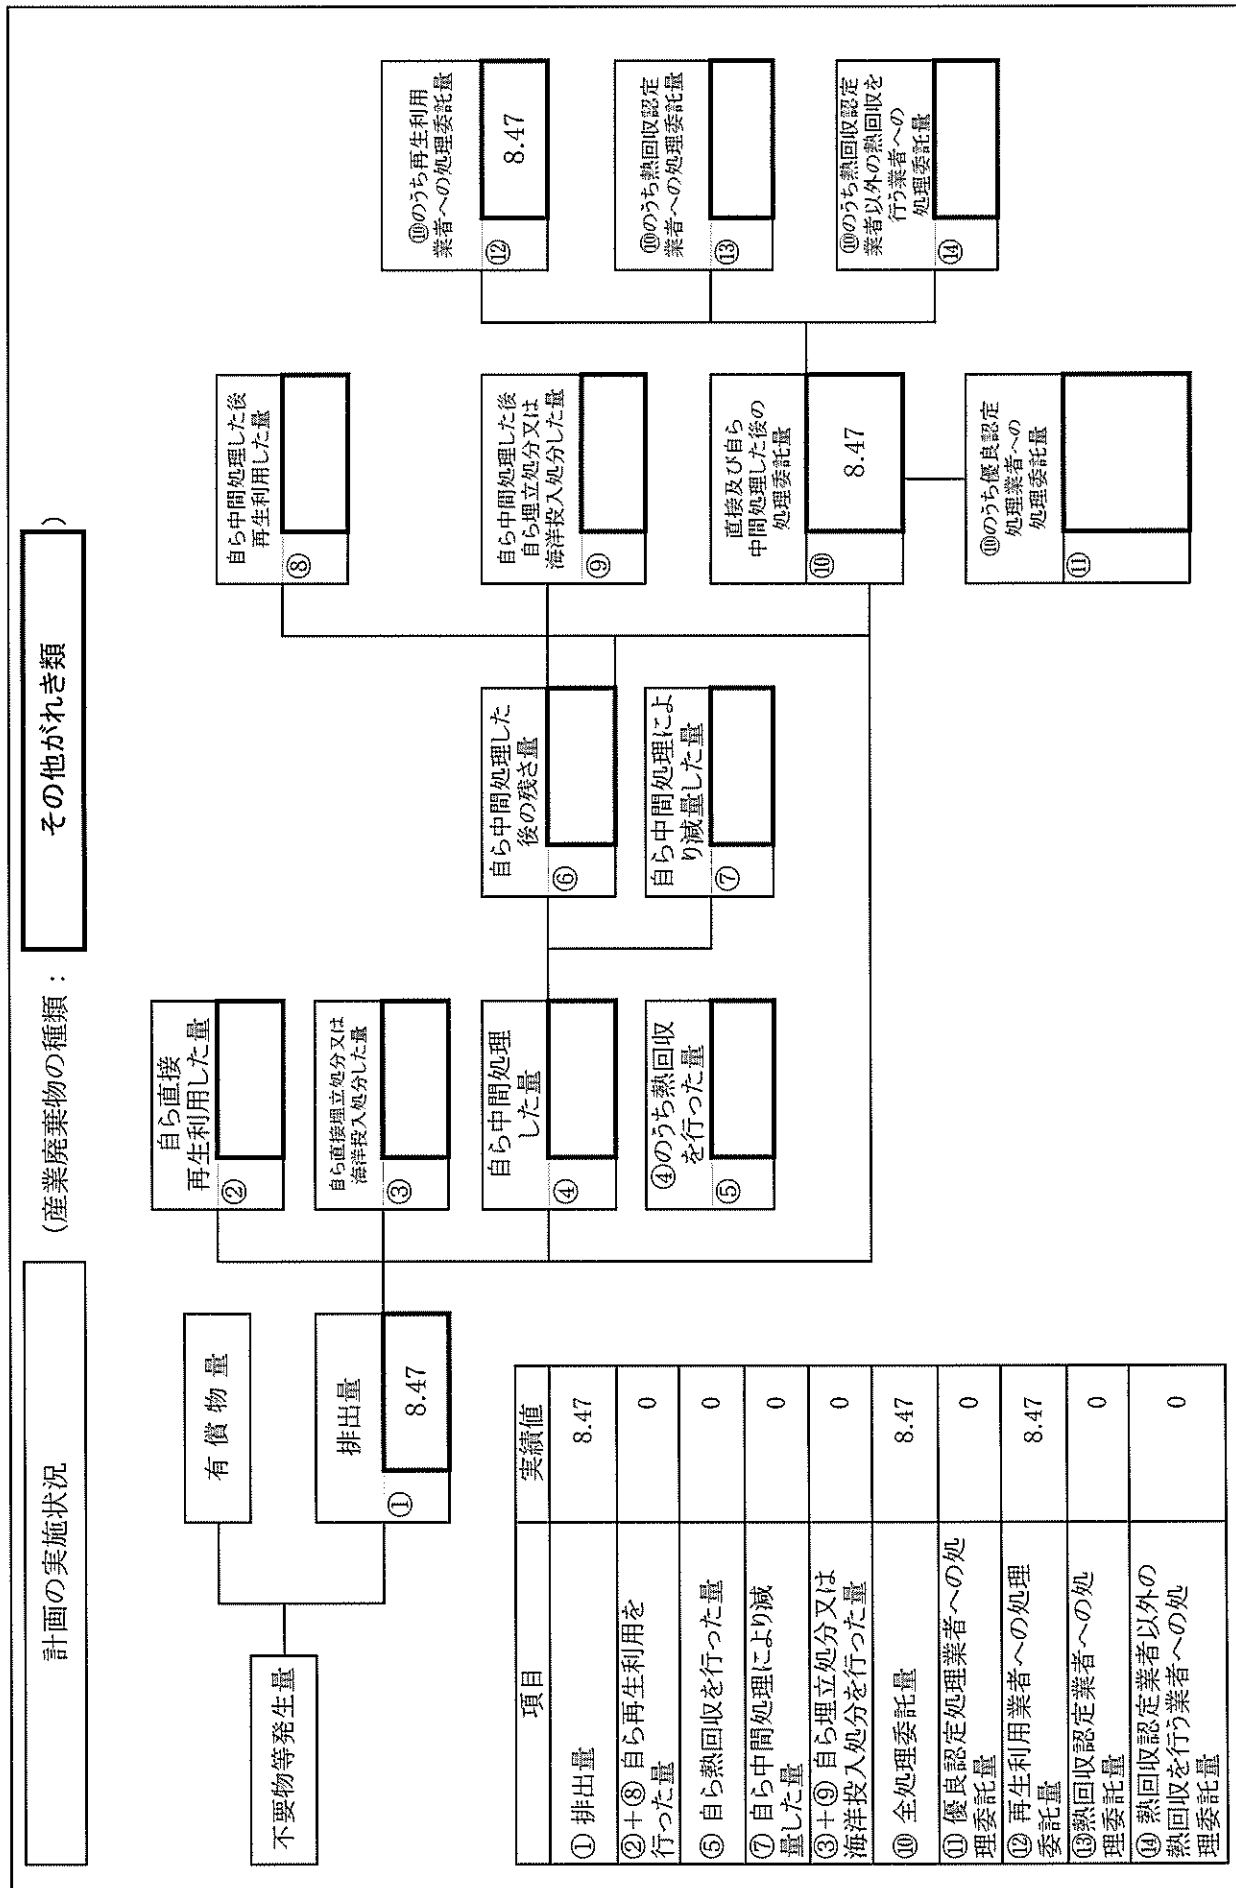 計画の実施状況
(産業廃棄物の種類：
その他がれき類
)
不要物等発生量
有 償 物 量
排出量
①
8.47
自ら直接
再生利用した量
②
自ら直接埋立処分又は
海洋投入処分した量
③
自ら中間処理
した量
④
④のうち熱回収
を行った量
⑤
自ら中間処理した
後の残さ量
⑥
自ら中間処理によ
り減量した量
⑦
自ら中間処理した後
再生利用した量
⑧
自ら中間処理した後
自ら埋立処分又は
海洋投入処分した量
⑨
直接及び自ら
中間処理した後の
処理委託量
⑩
8.47
⑩のうち優良認定
処理業者への
処理委託量
⑪
⑩のうち再生利用
業者への処理委託量
⑫
8.47
⑩のうち熱回収認定
業者への処理委託量
⑬
⑩のうち熱回収認定
業者以外の熱回収を
行う業者への
処理委託量
⑭
項目 実績値
① 排出量 8.47
②＋⑧ 自ら再生利用を
行った量 0
⑤ 自ら熱回収を行った量 0
⑦ 自ら中間処理により減
量した量 0
③＋⑨ 自ら埋立処分又は
海洋投入処分を行った量 0
⑩ 全処理委託量 8.47
⑪ 優良認定処理業者への処
理委託量 0
⑫ 再生利用業者への処理
委託量 8.47
⑬熱回収認定業者への処
理委託量 0
⑭ 熱回収認定業者以外の
熱回収を行う業者への処
理委託量 0